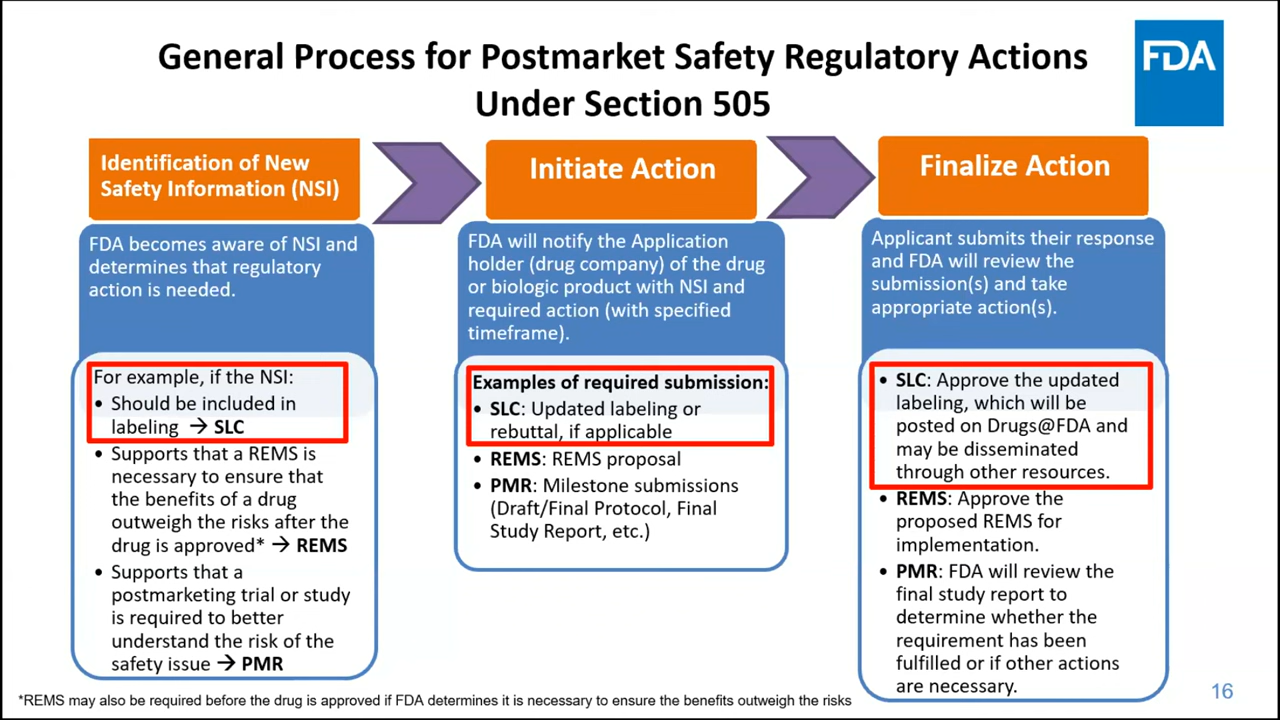 General Process for Postmarket Safety Regulatory Actions
Under Section 505
FDA
Identification of New
Safety Information (NSI)
FDA becomes aware of NSI and
determines that regulatory
action is needed.
For example, if the NSI:
• Should be included in
labeling → SLC
• Supports that a REMS is
necessary to ensure that
the benefits of a drug
outweigh the risks after the
drug is approved* → REMS
• Supports that a
postmarketing trial or study
is required to better
understand the risk of the
safety issue → PMR
Initiate Action
FDA will notify the Application
holder (drug company) of the drug
or biologic product with NSI and
required action (with specified
timeframe).
Examples of required submission:
• SLC: Updated labeling or
rebuttal, if applicable
• REMS: REMS proposal
• PMR: Milestone submissions
(Draft/Final Protocol, Final
Study Report, etc.)
Finalize Action
Applicant submits their response
and FDA will review the
submission(s) and take
appropriate action(s).
• SLC: Approve the updated
labeling, which will be
posted on Drugs@FDA and
may be disseminated
through other resources.
• REMS: Approve the
proposed REMS for
implementation.
• PMR: FDA will review the
final study report to
determine whether the
requirement has been
fulfilled or if other actions
are necessary.
*REMS may also be required before the drug is approved if FDA determines it is necessary to ensure the benefits outweigh the risks
16